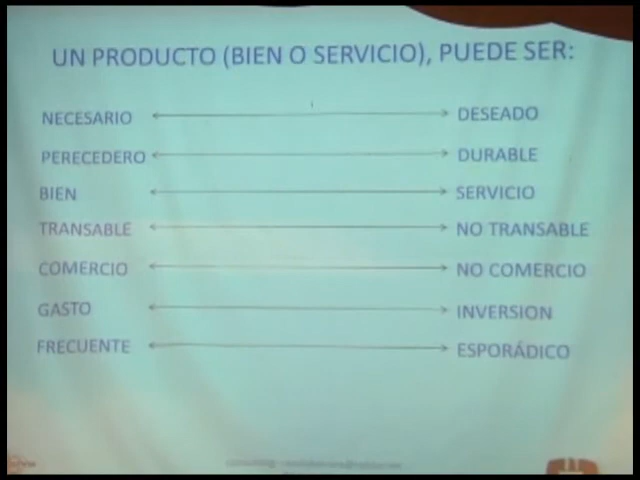 UN PRODUCTO (BIEN O SERVICIO), PUEDE SER:
NECESARIO DESEADO
PERECEDERO DURABLE
BIEN SERVICIO
TRANSABLE NO TRANSABLE
COMERCIO NO COMERCIO
GASTO INVERSION
FRECUENTE ESPORÁDICO